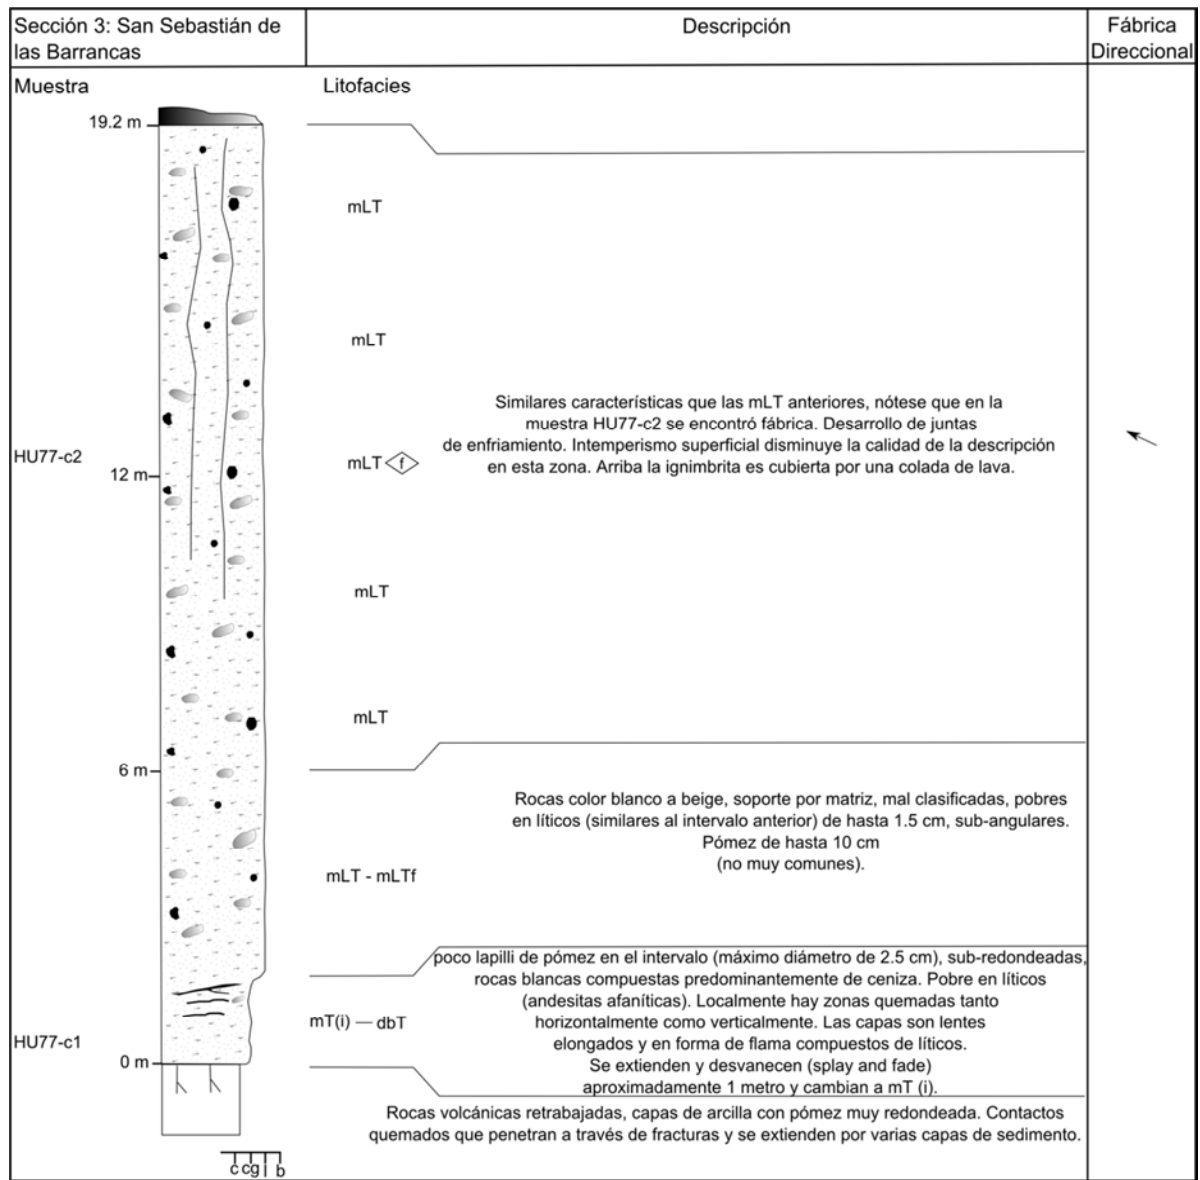 Sección 3: San Sebastián de
las Barrancas
Descripción
Fábrica
Direccional
Muestra
Litofacies
19.2 m
mLT
mLT
Similares características que las mLT anteriores, nótese que en la
muestra HU77-c2 se encontró fábrica. Desarrollo de juntas
de enfriamiento. Intemperismo superficial disminuye la calidad de la descripción
en esta zona. Arriba la ignimbrita es cubierta por una colada de lava.
HU77-c2
mLT f
12 m
mLT
mLT
6 m
Rocas color blanco a beige, soporte por matriz, mal clasificadas, pobres
en líticos (similares al intervalo anterior) de hasta 1.5 cm, sub-angulares.
Pómez de hasta 10 cm
(no muy comunes).
mLT - mLTf
poco lapilli de pómez en el intervalo (máximo diámetro de 2.5 cm), sub-redondeadas,
rocas blancas compuestas predominantemente de ceniza. Pobre en líticos
(andesitas afaníticas). Localmente hay zonas quemadas tanto
horizontalmente como verticalmente. Las capas son lentes
elongados y en forma de flama compuestos de líticos.
Se extienden y desvanecen (splay and fade)
aproximadamente 1 metro y cambian a mT (i).
mT(i) — dbT
HU77-c1
0 m
Rocas volcánicas retrabajadas, capas de arcilla con pómez muy redondeada. Contactos
quemados que penetran a través de fracturas y se extienden por varias capas de sedimento.
c cg l b